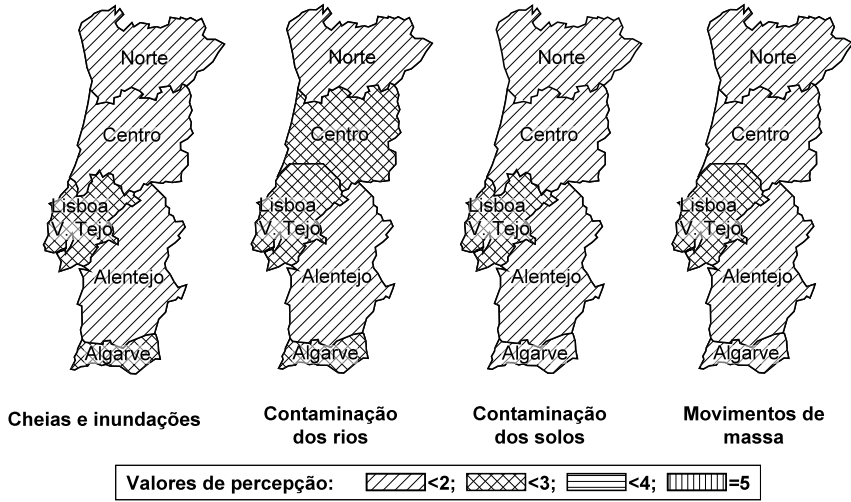 Norte
Centro
Lisboa
V. Tejo
Alentejo
Algarve
Cheias e inundações
Norte
Centro
Lisboa
V. Tejo
Alentejo
Algarve
Contaminação
dos rios
Norte
Centro
Lisboa
V. Tejo
Alentejo
Algarve
Contaminação
dos solos
Norte
Centro
Lisboa
V. Tejo
Alentejo
Algarve
Movimentos de
massa
Valores de percepção: <2; <3; <4; =5